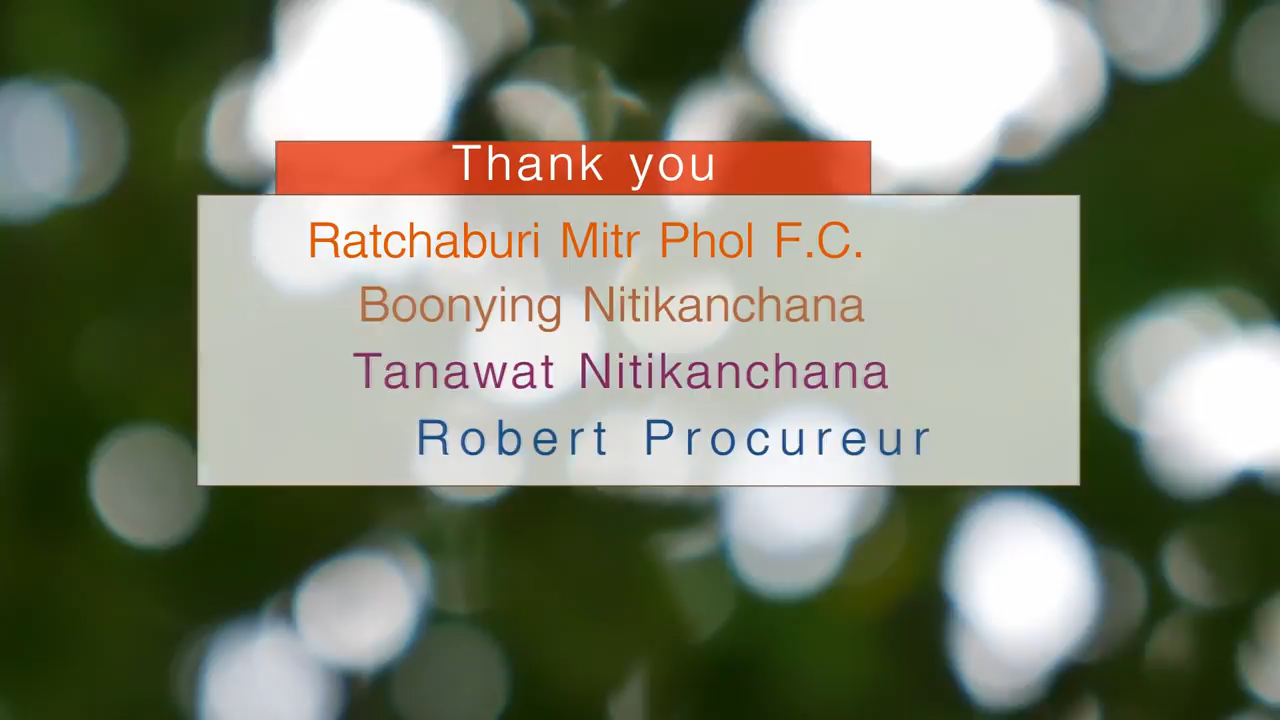 Thank you
Ratchaburi Mitr Phol F.C.
Boonying Nitikanchana
Tanawat Nitikanchana
Robert Procureur